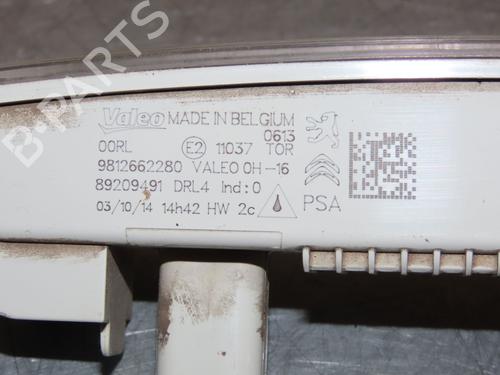 Valeo MADE IN BELGIUM
0613
00RL E2 11037 TOR
9812662280 VALEO 0H-16
89209491 DRL4 Ind:0
03/10/14 14h42 HW 2c PSA
B-PARTS